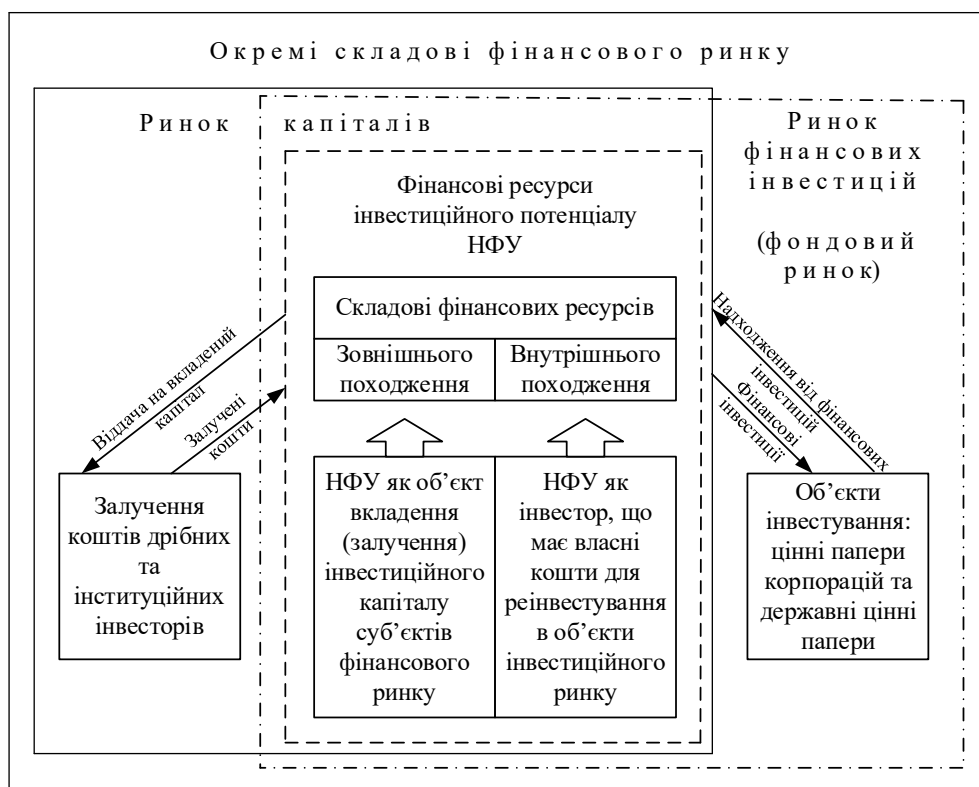 Окремі складові фінансового ринку
Ринок капіталів
Ринок
фінансових
інвестицій
(фондовий
ринок)
Фінансові ресурси
інвестиційного потенціалу
НФУ
Складові фінансових ресурсів
Зовнішнього
походження
Внутрішнього
походження
Віддача на вкладений
капітал
Залучені
кошти
Надходження від фінансових
інвестицій
Фінансові
інвестиції
Залучення
коштів дрібних
та
інституційних
інвесторів
НФУ як об’єкт
вкладення
(залучення)
інвестиційного
капіталу
суб’єктів
фінансового
ринку
НФУ як
інвестор, що
має власні
кошти для
реінвестування
в об’єкти
інвестиційного
ринку
Об’єкти
інвестування:
цінні папери
корпорацій та
державні цінні
папери